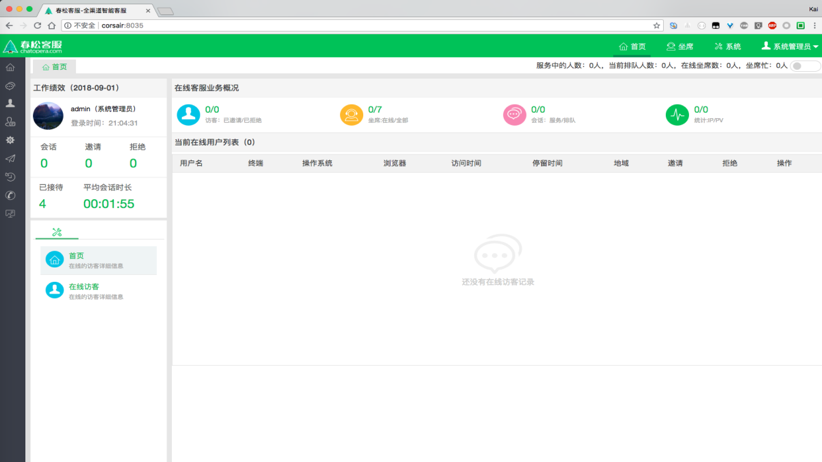 春松客服-全渠道智能客服
Kai
不安全 | corsair:8035
春松客服
chatopera.com
首页
坐席
系统
系统管理员
首页
服务中的人数：0人，当前排队人数：0人，在线坐席数：0人，坐席忙：0人
工作绩效（2018-09-01）
admin（系统管理员）
登录时间：21:04:31
会话 邀请 拒绝
0 0 0
已接待 平均会话时长
4 00:01:55
首页
在线的访客详细信息
在线访客
在线的访客详细信息
在线客服业务概况
0/0
访客：已邀请/已拒绝
0/7
坐席:在线/全部
0/0
会话：服务/排队
0/0
统计:IP/PV
当前在线用户列表（0）
用户名 终端 操作系统 浏览器 访问时间 停留时间 地域 邀请 拒绝 操作
还没有在线访客记录